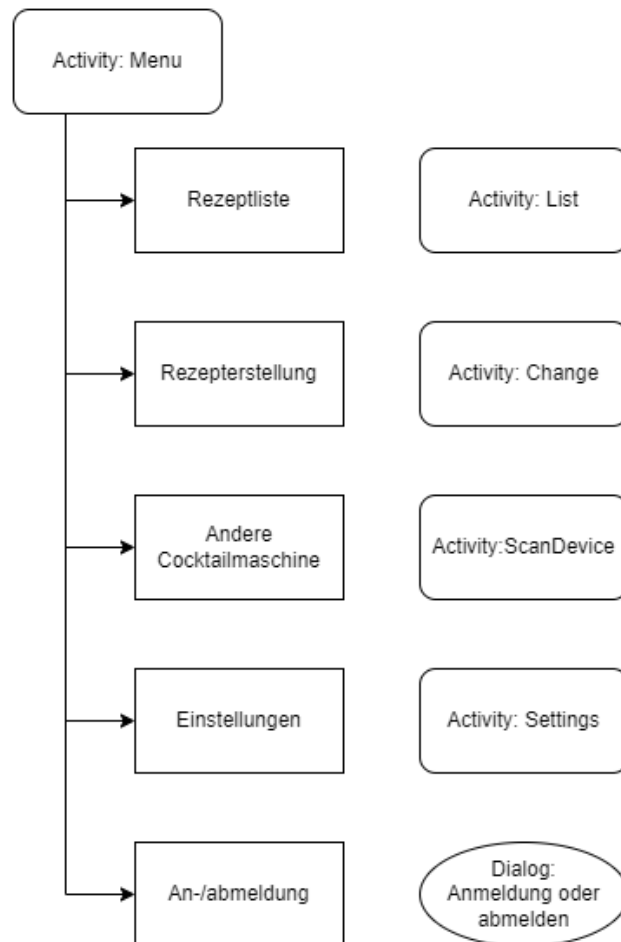 Activity: Menu
Rezeptliste
Activity: List
Rezepterstellung
Activity: Change
Andere
Cocktailmaschine
Activity:ScanDevice
Einstellungen
Activity: Settings
An-/abmeldung
Dialog:
Anmeldung oder
abmelden